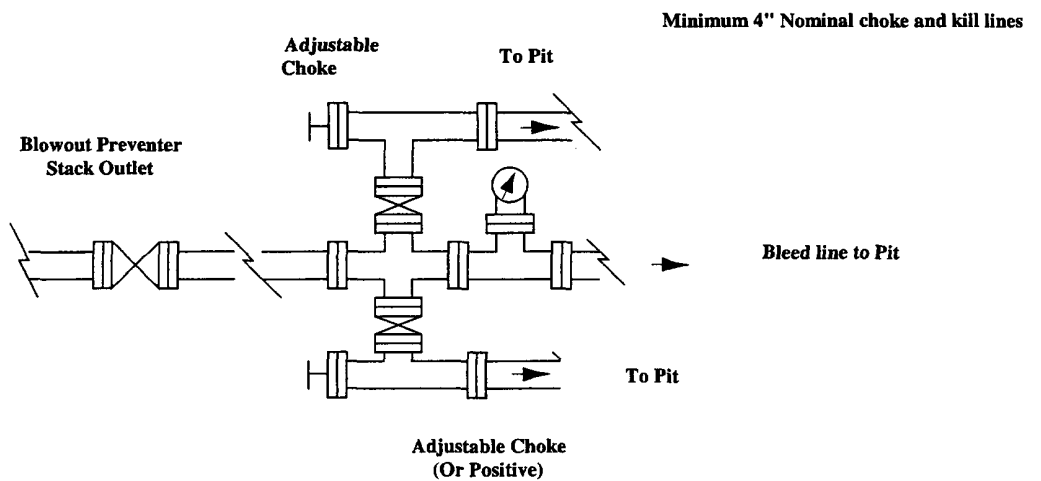 Minimum 4" Nominal choke and kill lines
Adjustable
Choke
To Pit
Blowout Preventer
Stack Outlet
Bleed line to Pit
To Pit
Adjustable Choke
(Or Positive)